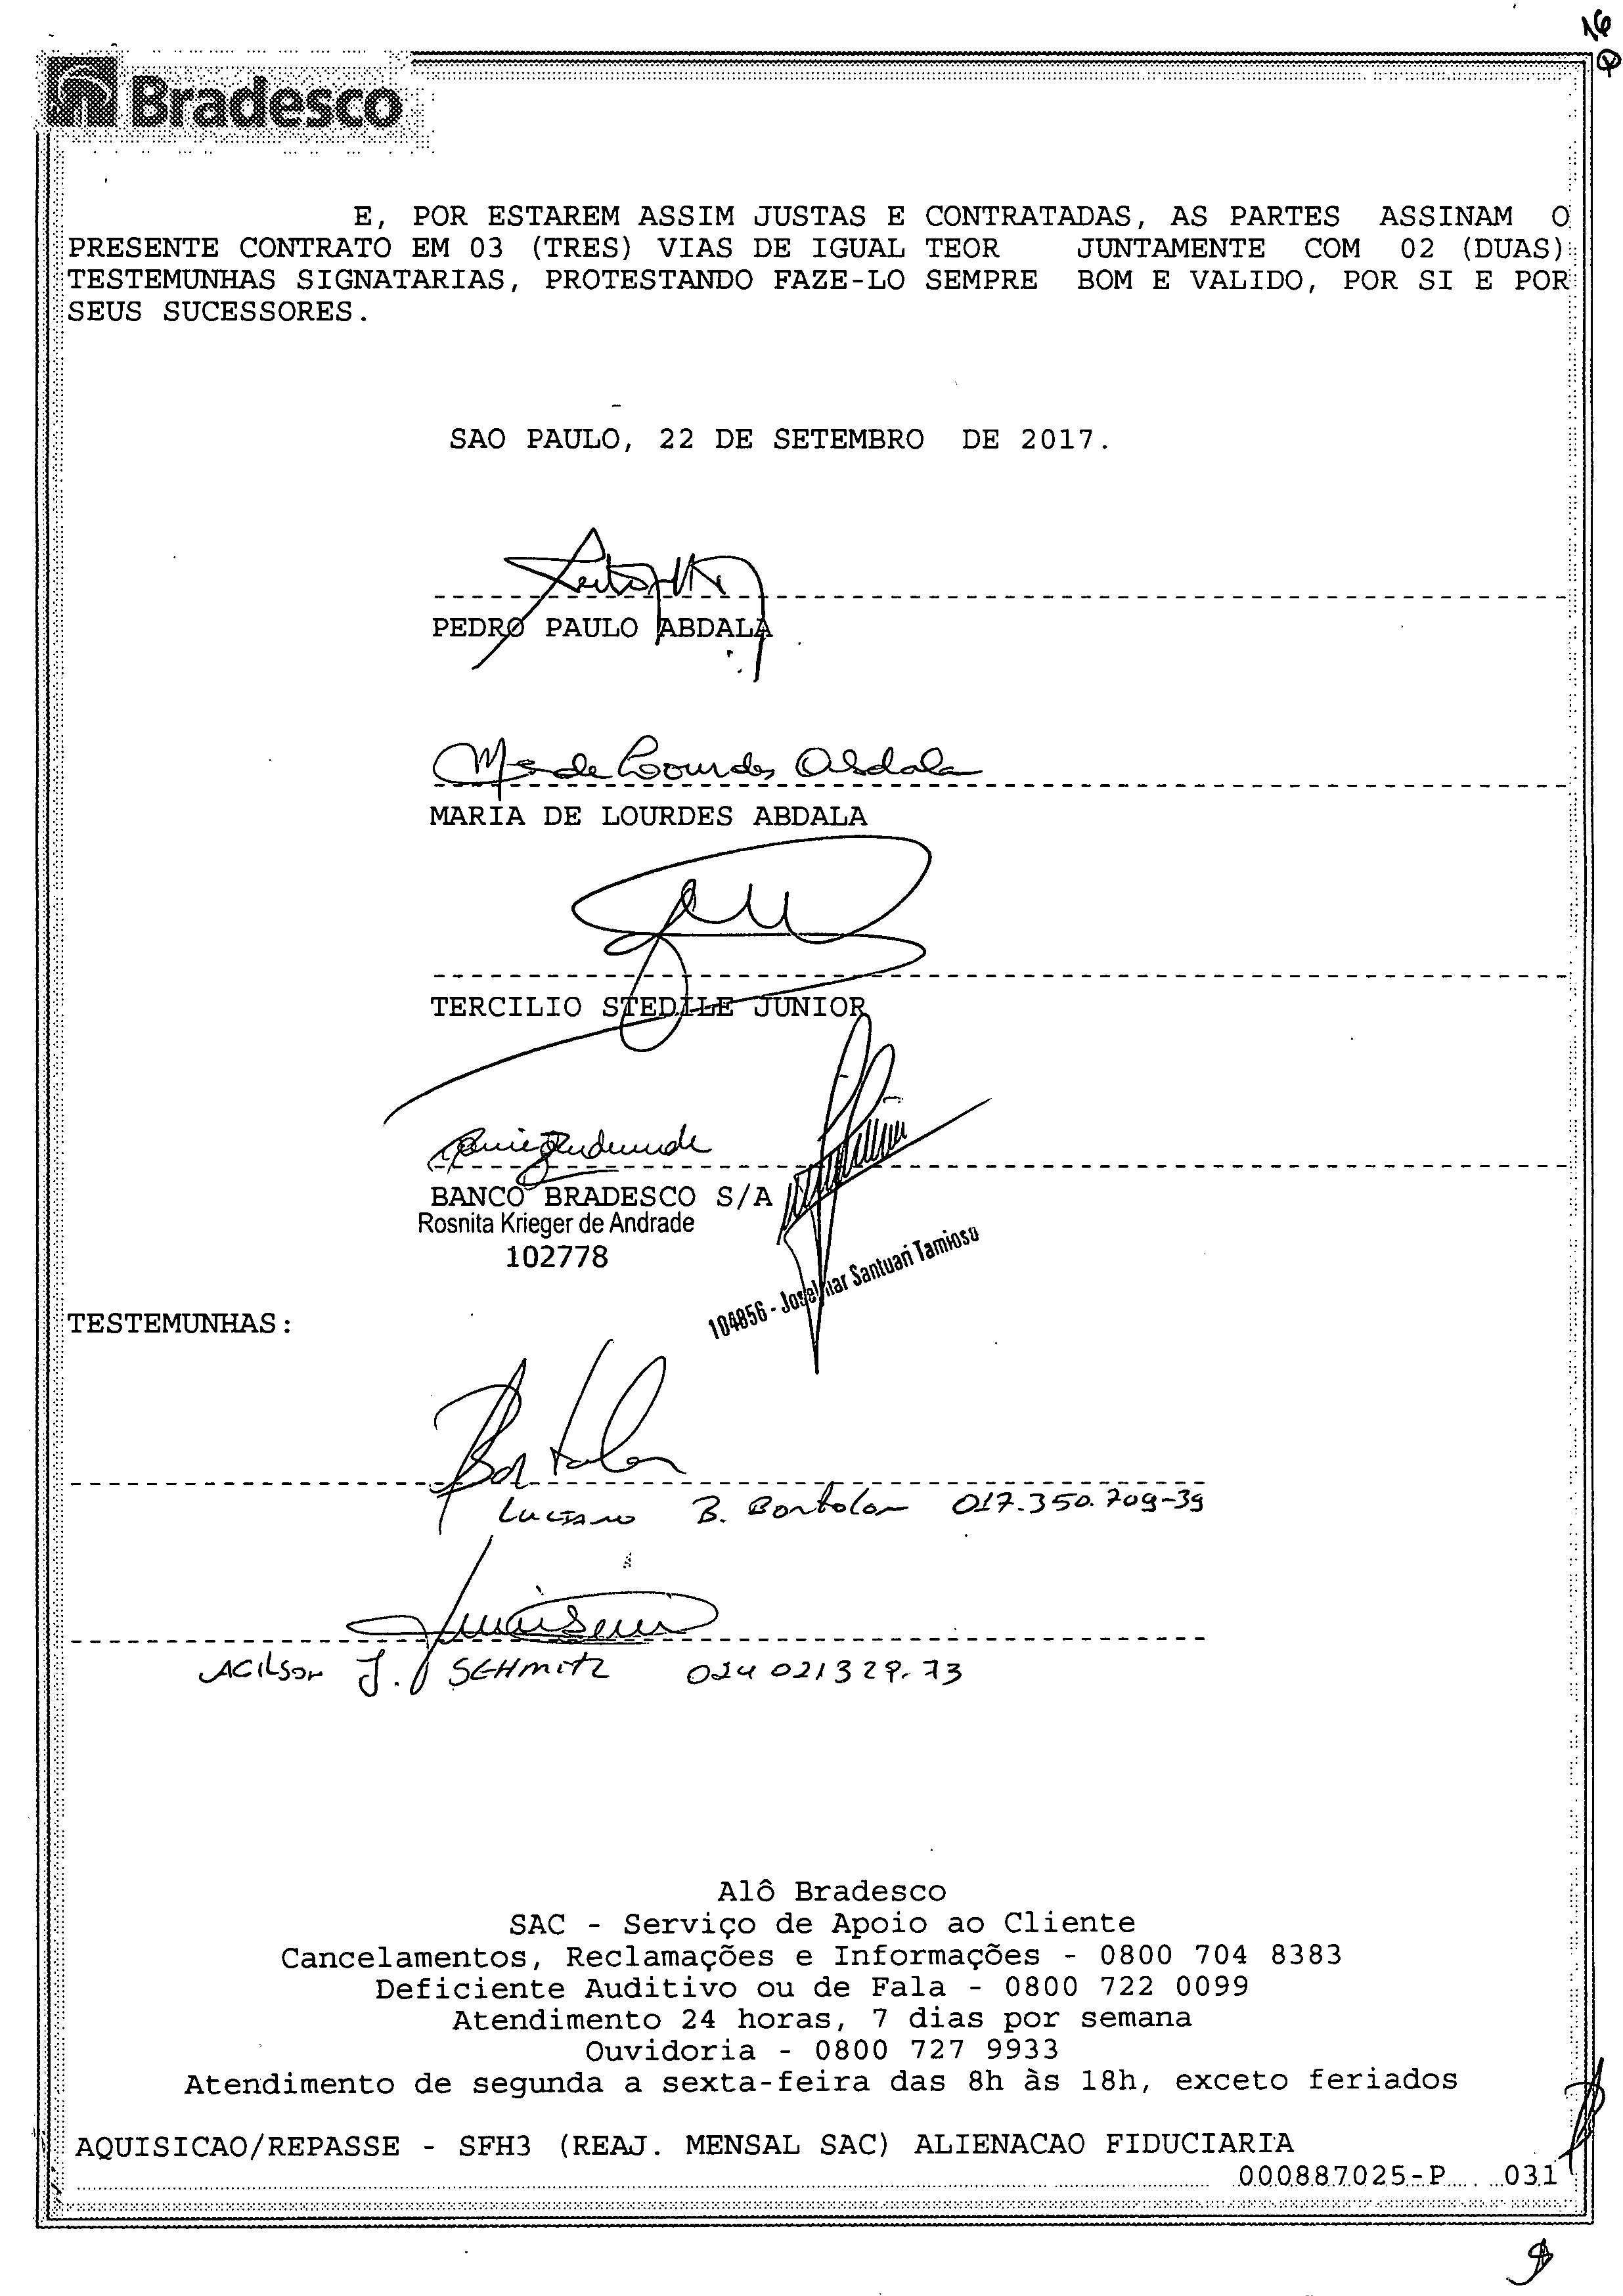 16
Bradesco
E, POR ESTAREM ASSIM JUSTAS E CONTRATADAS, AS PARTES ASSINAM O
PRESENTE CONTRATO EM 03 (TRES) VIAS DE IGUAL TEOR JUNTAMENTE COM 02 (DUAS)
TESTEMUNHAS SIGNATARIAS, PROTESTANDO FAZE-LO SEMPRE BOM E VALIDO, POR SI E POR
SEUS SUCESSORES.
SAO PAULO, 22 DE SETEMBRO DE 2017.
PEDRO PAULO ABDALA
Mª de Lourdes Abdala
MARIA DE LOURDES ABDALA
TERCILIO STEDILE JUNIOR
BANCO BRADESCO S/A
Rosnita Krieger de Andrade
102778
104856 - Joselmar Santuari Tamioso
TESTEMUNHAS:
Luciano B. Bortolon 017.350.709-39
ACILSON J. SCHMITZ 024 021329-73
Alô Bradesco
SAC - Serviço de Apoio ao Cliente
Cancelamentos, Reclamações e Informações - 0800 704 8383
Deficiente Auditivo ou de Fala - 0800 722 0099
Atendimento 24 horas, 7 dias por semana
Ouvidoria - 0800 727 9933
Atendimento de segunda a sexta-feira das 8h às 18h, exceto feriados
AQUISICAO/REPASSE - SFH3 (REAJ. MENSAL SAC) ALIENACAO FIDUCIARIA
000887025-P 031